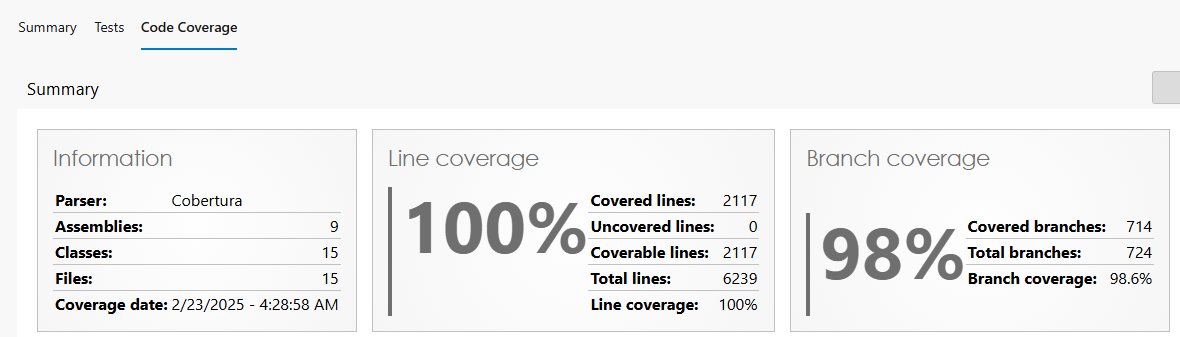 Summary Tests Code Coverage
Summary
Information
Parser: Cobertura
Assemblies: 9
Classes: 15
Files: 15
Coverage date: 2/23/2025 - 4:28:58 AM
Line coverage
100%
Covered lines: 2117
Uncovered lines: 0
Coverable lines: 2117
Total lines: 6239
Line coverage: 100%
Branch coverage
98%
Covered branches: 714
Total branches: 724
Branch coverage: 98.6%